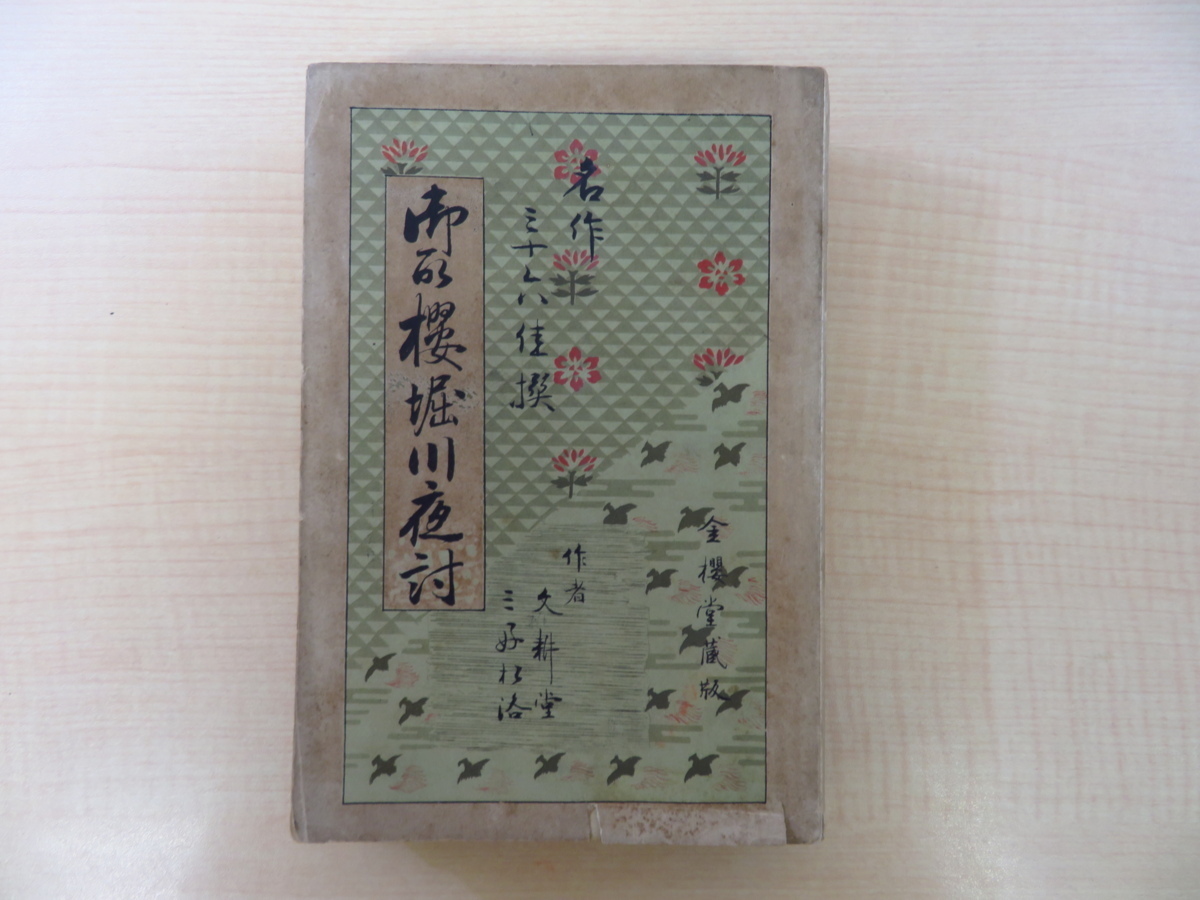 名作
三十六佳撰
御所櫻堀川夜討
作者
文耕堂
三好松洛
金櫻堂蔵版